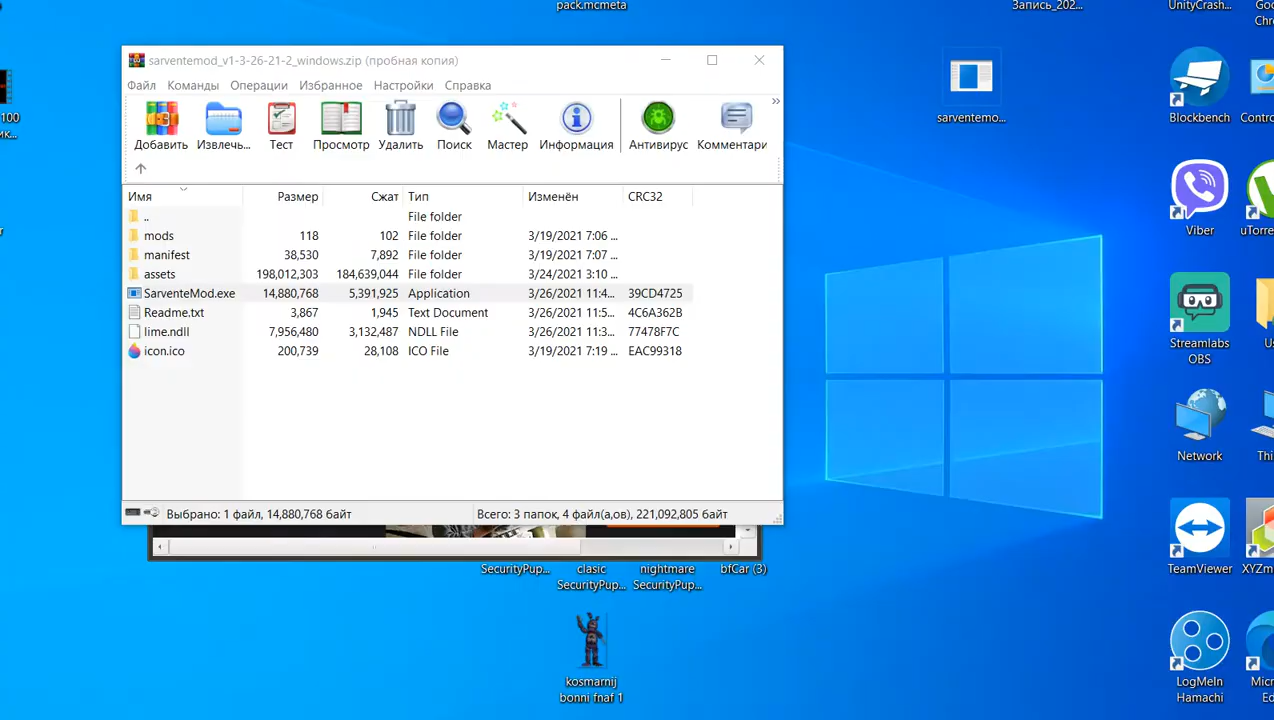 pack.mcmeta
Запись_202...
UnityCrash...
Goo
Chro
sarventemod_v1-3-26-21-2_windows.zip (пробная копия)
Файл Команды Операции Избранное Настройки Справка
Добавить Извлечь... Тест Просмотр Удалить Поиск Мастер Информация Антивирус Комментари
»
Имя Размер Сжат Тип Изменён CRC32
.. File folder
mods 118 102 File folder 3/19/2021 7:06 ...
manifest 38,530 7,892 File folder 3/19/2021 7:07 ...
assets 198,012,303 184,639,044 File folder 3/24/2021 3:10 ...
SarventeMod.exe 14,880,768 5,391,925 Application 3/26/2021 11:4... 39CD4725
Readme.txt 3,867 1,945 Text Document 3/26/2021 11:5... 4C6A362B
lime.ndll 7,956,480 3,132,487 NDLL File 3/26/2021 11:3... 77478F7C
icon.ico 200,739 28,108 ICO File 3/19/2021 7:19 ... EAC99318
Выбрано: 1 файл, 14,880,768 байт
Всего: 3 папок, 4 файл(а,ов), 221,092,805 байт
100
ик...
sarventemo...
Blockbench
Contro
Viber
uTorre
Streamlabs
OBS
Us
Network
Thi
TeamViewer
XYZm
LogMeIn
Hamachi
Micr
Ed
SecurityPup...
clasic
SecurityPup...
nightmare
SecurityPup...
bfCar (3)
kosmarnij
bonni fnaf 1